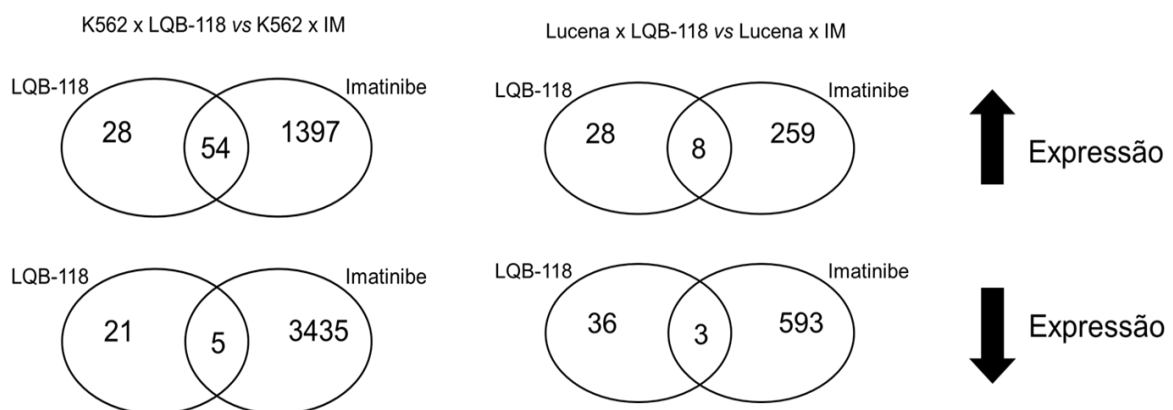 K562 x LQB-118 vs K562 x IM
Lucena x LQB-118 vs Lucena x IM
LQB-118
Imatinibe
28
54
1397
LQB-118
Imatinibe
28
8
259
Expressão
LQB-118
Imatinibe
21
5
3435
LQB-118
Imatinibe
36
3
593
Expressão